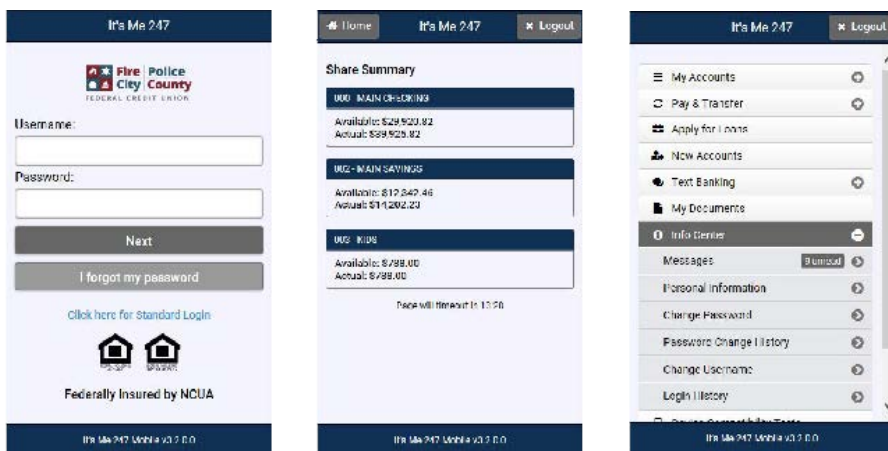 It's Me 247
Fire Police
City County
FEDERAL CREDIT UNION
Username:
Password:
Next
I forgot my password
Click here for Standard Login
Federally Insured by NCUA
It's Me 247 Mobile v3.2.0.0
Home
It's Me 247
Logout
Share Summary
000 - MAIN CHECKING
Available: $29,920.82
Actual: $39,925.82
002 - MAIN SAVINGS
Available: $12,342.46
Actual: $14,202.23
003 - KIDS
Available: $788.00
Actual: $788.00
Page will timeout in 13:28
It's Me 247 Mobile v3.2.0.0
It's Me 247
Logout
My Accounts
Pay & Transfer
Apply for Loans
New Accounts
Text Banking
My Documents
Info Center
Messages
9 unread
Personal Information
Change Password
Password Change History
Change Username
Login History
It's Me 247 Mobile v3.2.0.0